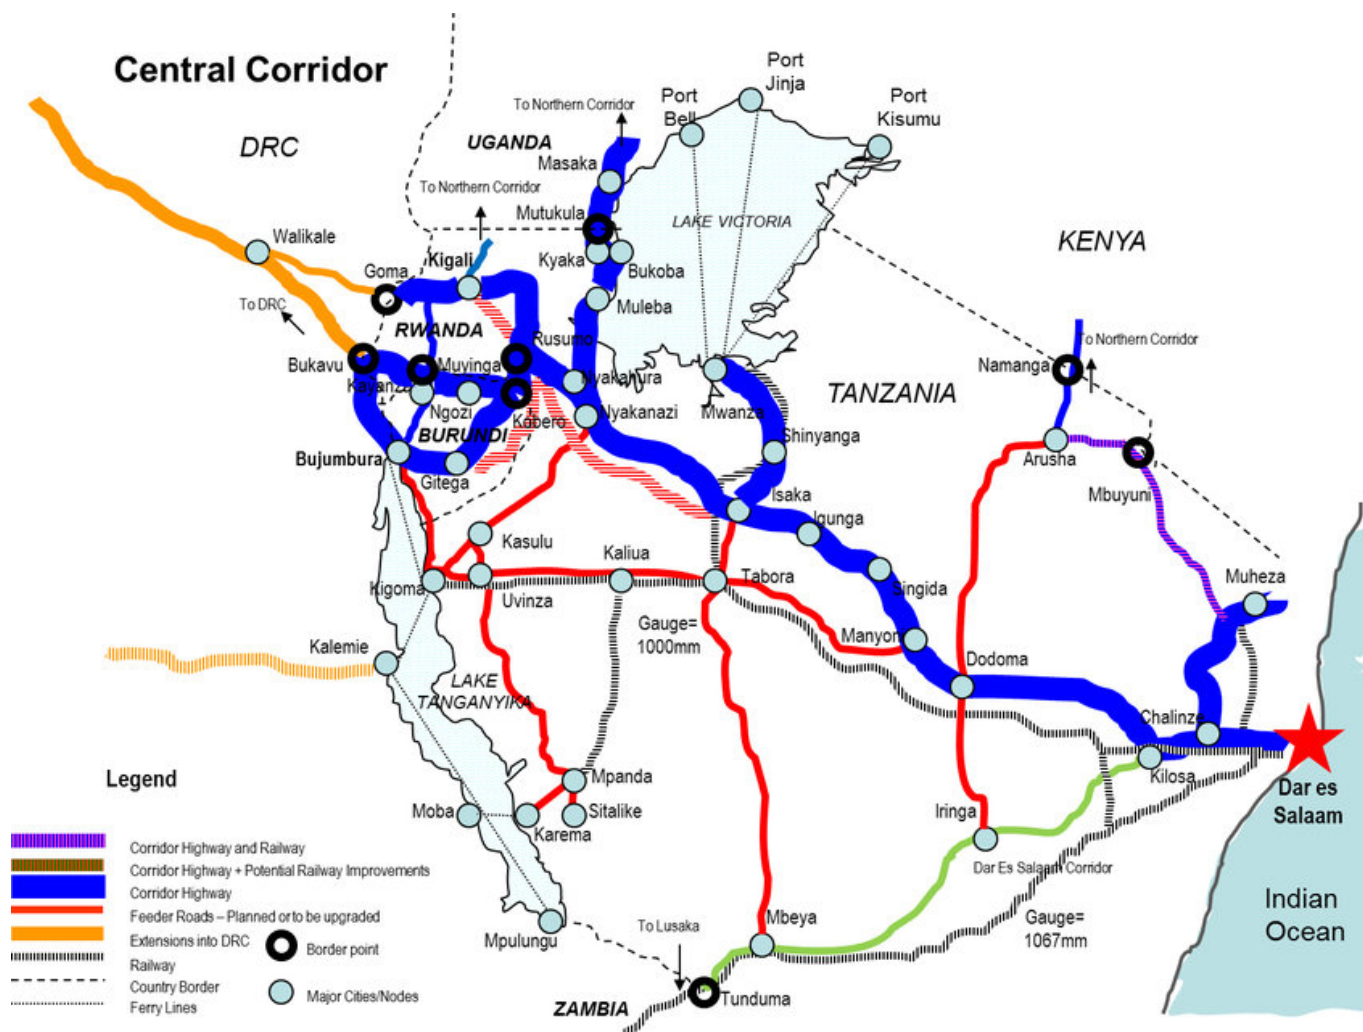 Central Corridor
DRC
UGANDA
To Northern Corridor
Port
Bell
Port
Jinja
Port
Kisumu
Masaka
To Northern Corridor
Mutukula
LAKE VICTORIA
KENYA
Walikale
Goma
Kigali
Kyaka
Bukoba
To DRC
Muleba
RWANDA
Rusumo
To Northern Corridor
Namanga
Bukavu
Muyinga
Kayanza
Nyakahura
TANZANIA
Ngozi
Kobero
Nyakanazi
Mwanza
BURUNDI
Shinyanga
Bujumbura
Gitega
Arusha
Mbuyuni
Isaka
Igunga
Kasulu
Kaliua
Tabora
Singida
Muheza
Kigoma
Uvinza
Gauge=
1000mm
Manyoni
Kalemie
Dodoma
LAKE
TANGANYIKA
Chalinze
Kilosa
Dar es
Salaam
Mpanda
Moba
Karema
Sitalike
Iringa
Dar Es Salaam Corridor
Mpulungu
To Lusaka
Mbeya
Gauge=
1067mm
Indian
Ocean
ZAMBIA
Tunduma
Legend
Corridor Highway and Railway
Corridor Highway + Potential Railway Improvements
Corridor Highway
Feeder Roads – Planned or to be upgraded
Extensions into DRC
Border point
Railway
Country Border
Major Cities/Nodes
Ferry Lines